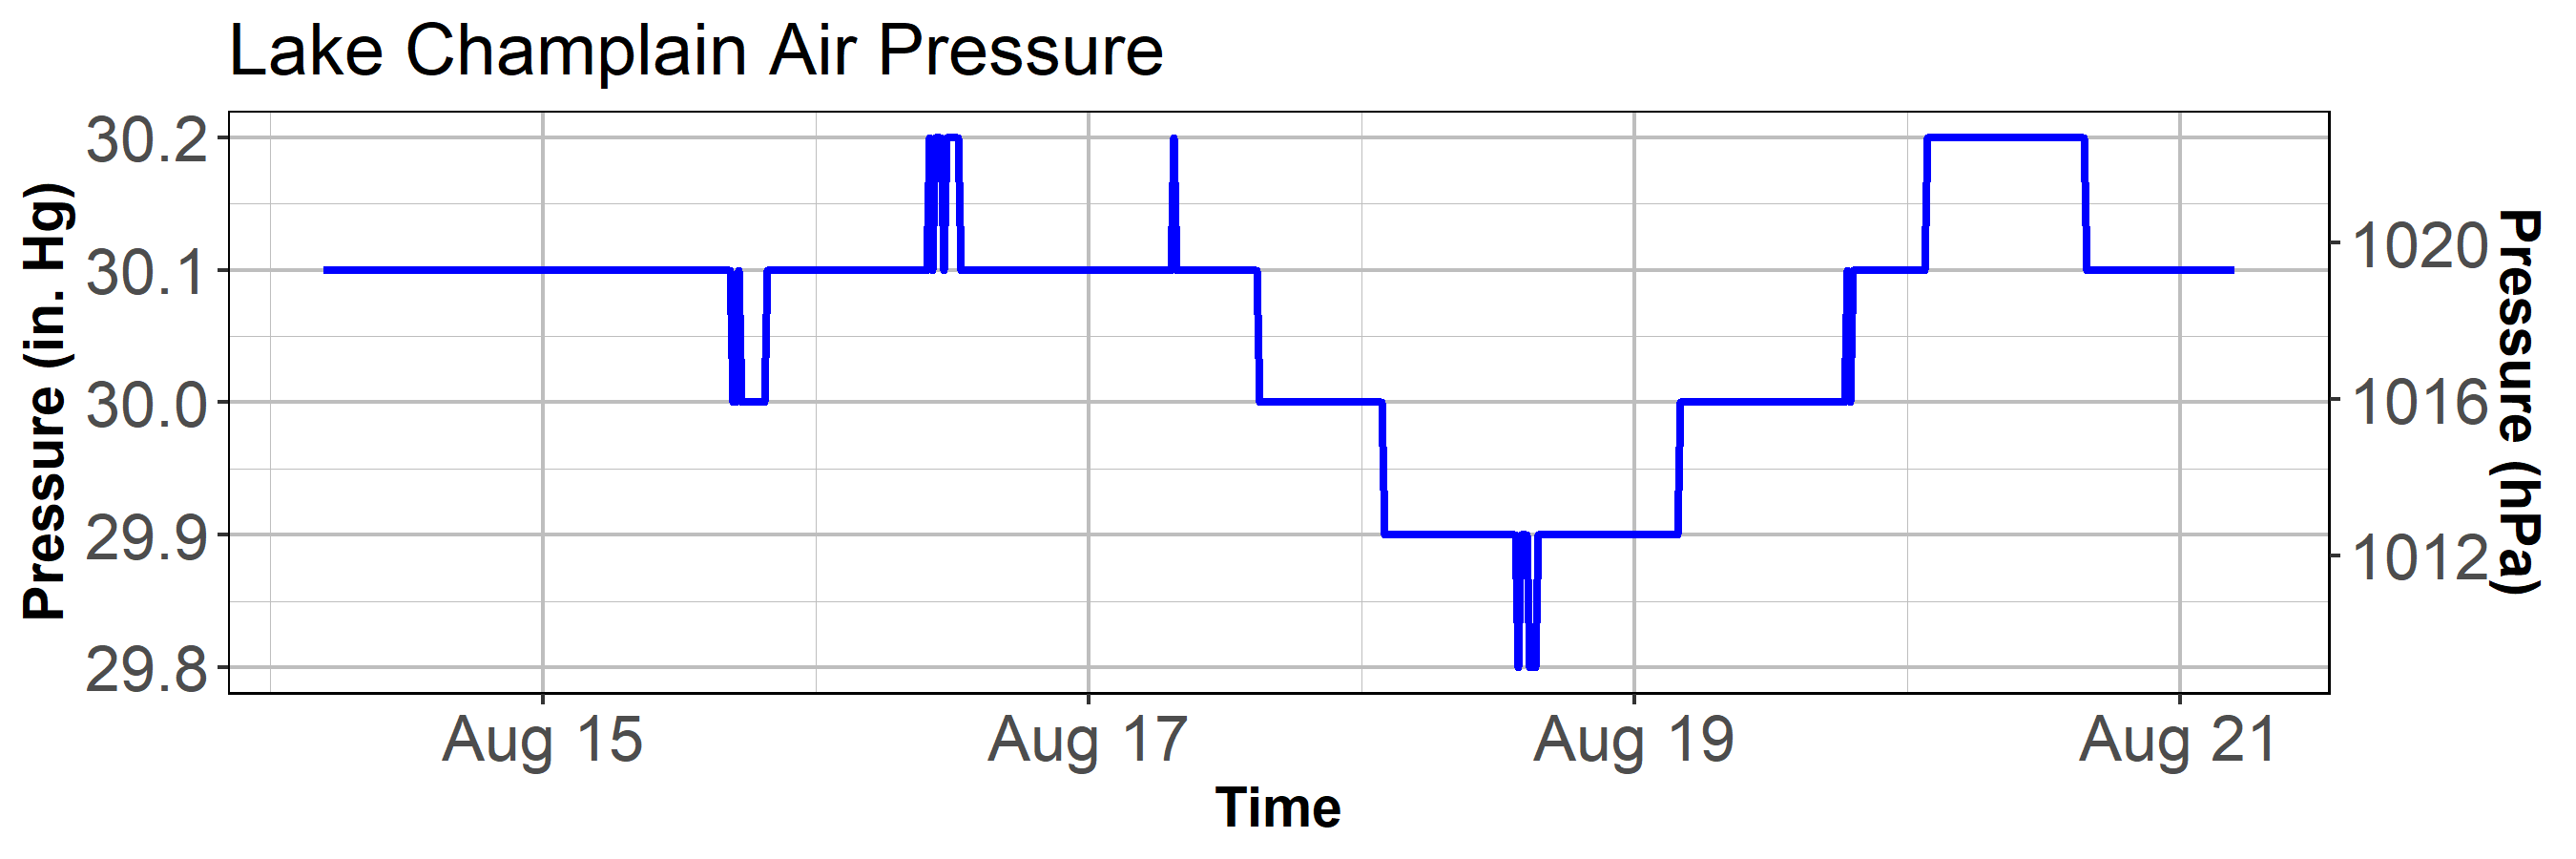 Lake Champlain Air Pressure
Pressure (in. Hg)
30.2
30.1
30.0
29.9
29.8
1020
1016
1012
Pressure (hPa)
Aug 15
Aug 17
Aug 19
Aug 21
Time